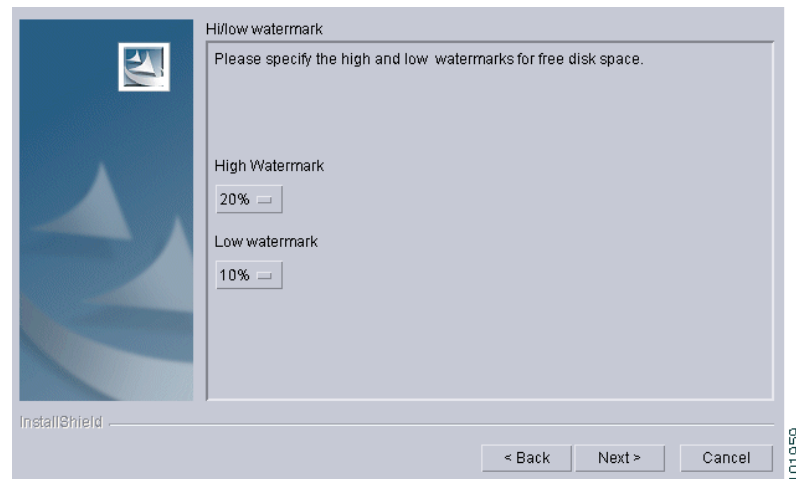 Hi/low watermark
Please specify the high and low watermarks for free disk space.
High Watermark
20%
Low watermark
10%
InstallShield
< Back
Next >
Cancel
101959